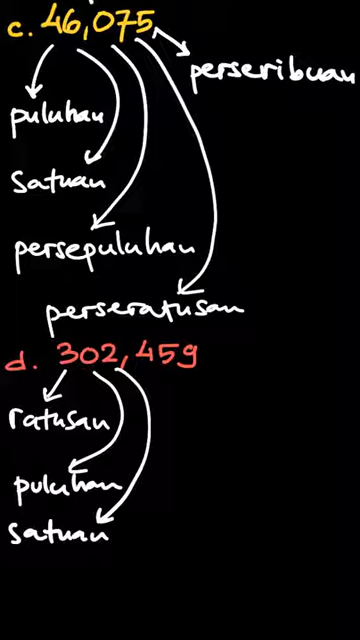 c. 46,075
perseribuan
puluhan
satuan
persepuluhan
perseratusan
d. 302,459
ratusan
puluhan
satuan